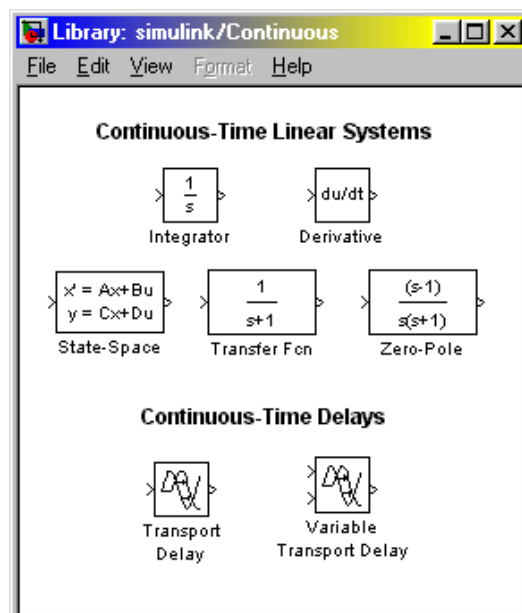 Library: simulink/Continuous
File Edit View Format Help
Continuous-Time Linear Systems
1
s
Integrator
du/dt
Derivative
x' = Ax+Bu
y = Cx+Du
State-Space
1
s+1
Transfer Fcn
(s-1)
s(s+1)
Zero-Pole
Continuous-Time Delays
Transport
Delay
Variable
Transport Delay